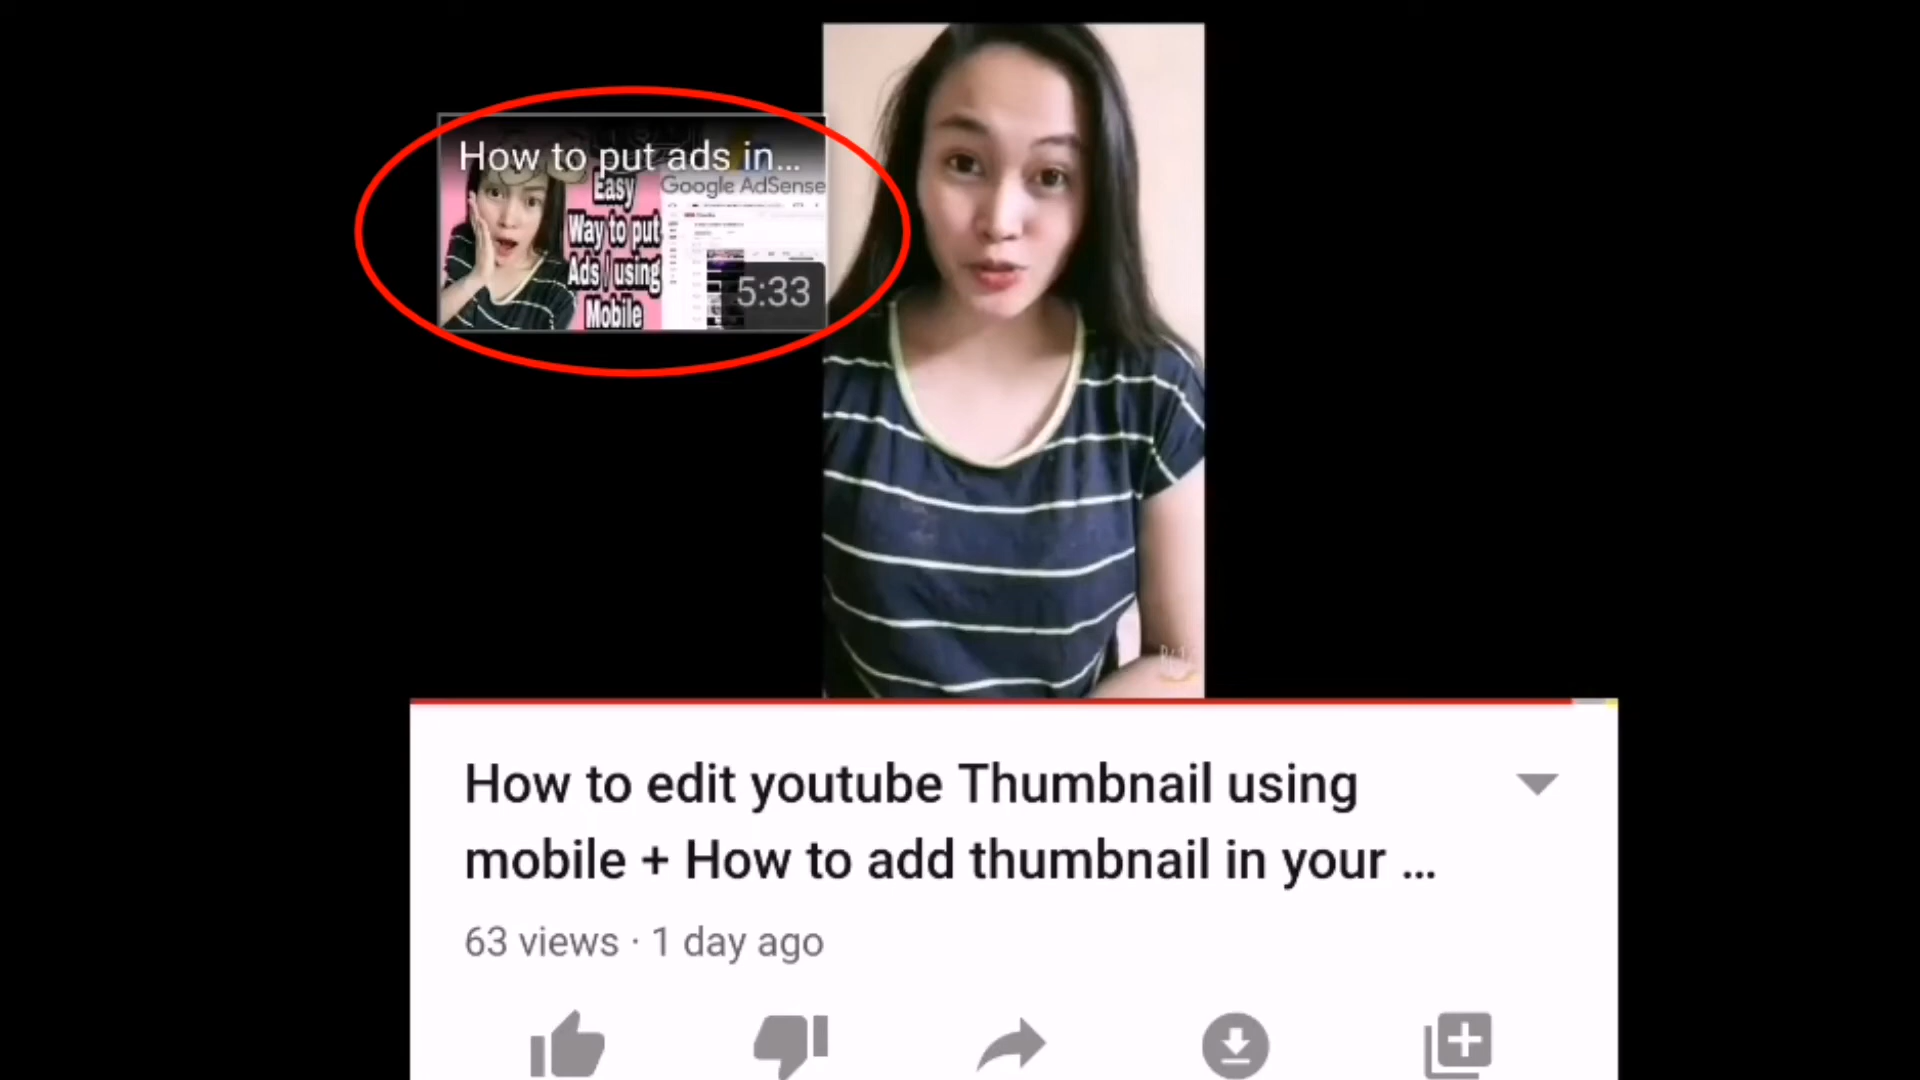 How to put ads in...
Google AdSense
Easy
Way to put
Ads / using
Mobile
5:33
How to edit youtube Thumbnail using
mobile + How to add thumbnail in your ...
63 views · 1 day ago